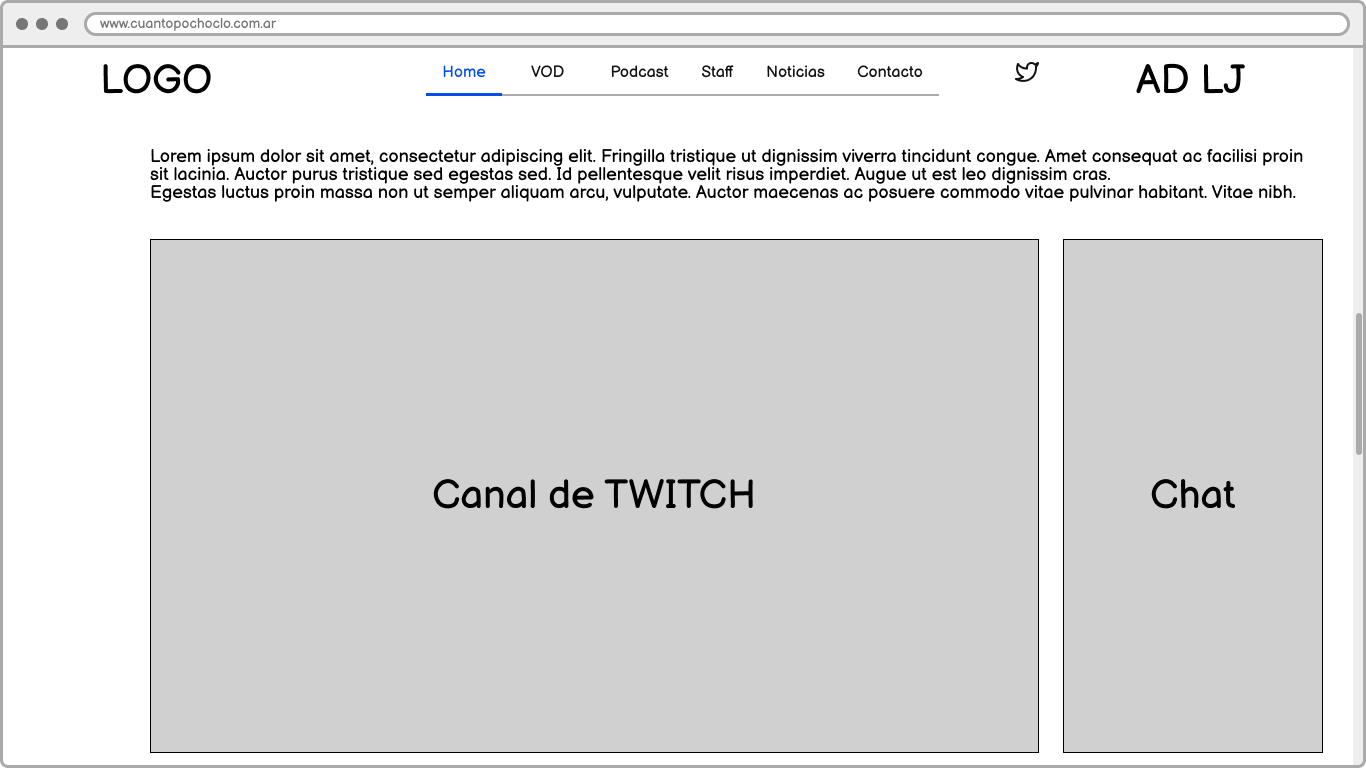 www.cuantopochoclo.com.ar
LOGO
Home VOD Podcast Staff Noticias Contacto
AD LJ
Lorem ipsum dolor sit amet, consectetur adipiscing elit. Fringilla tristique ut dignissim viverra tincidunt congue. Amet consequat ac facilisi proin
sit lacinia. Auctor purus tristique sed egestas sed. Id pellentesque velit risus imperdiet. Augue ut est leo dignissim cras.
Egestas luctus proin massa non ut semper aliquam arcu, vulputate. Auctor maecenas ac posuere commodo vitae pulvinar habitant. Vitae nibh.
Canal de TWITCH
Chat